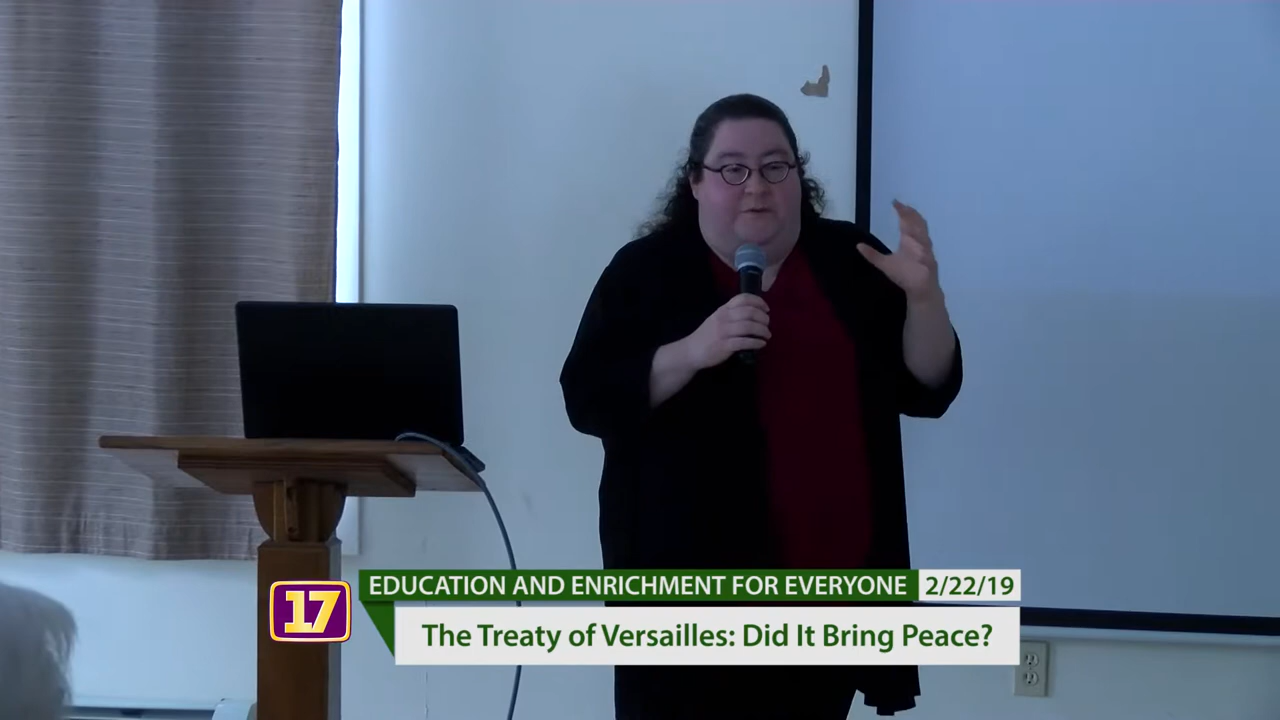 EDUCATION AND ENRICHMENT FOR EVERYONE 2/22/19
17
The Treaty of Versailles: Did It Bring Peace?